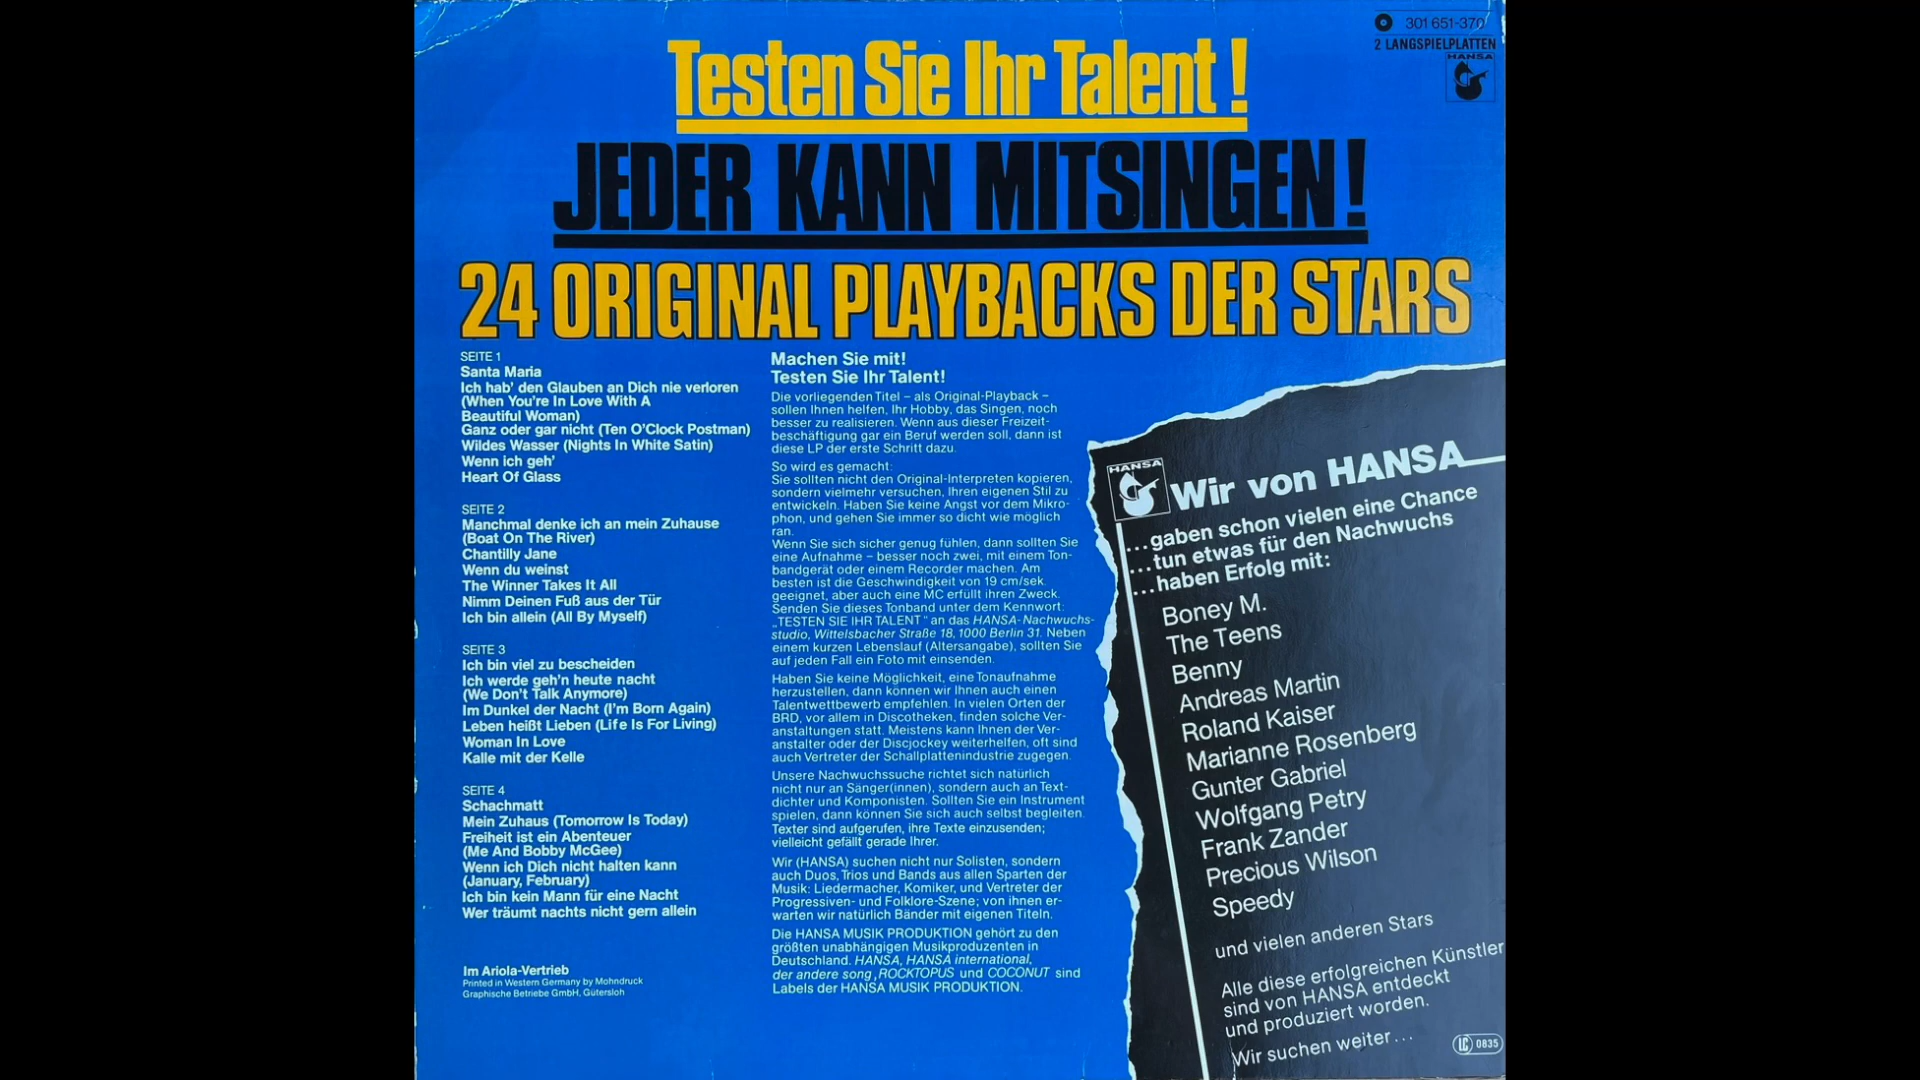 301 651-370
2 LANGSPIELPLATTEN
HANSA
Testen Sie Ihr Talent !
JEDER KANN MITSINGEN!
24 ORIGINAL PLAYBACKS DER STARS
SEITE 1
Santa Maria
Ich hab' den Glauben an Dich nie verloren
(When You're In Love With A
Beautiful Woman)
Ganz oder gar nicht (Ten O'Clock Postman)
Wildes Wasser (Nights In White Satin)
Wenn ich geh'
Heart Of Glass
SEITE 2
Manchmal denke ich an mein Zuhause
(Boat On The River)
Chantilly Jane
Wenn du weinst
The Winner Takes It All
Nimm Deinen Fuß aus der Tür
Ich bin allein (All By Myself)
SEITE 3
Ich bin viel zu bescheiden
Ich werde geh'n heute nacht
(We Don't Talk Anymore)
Im Dunkel der Nacht (I'm Born Again)
Leben heißt Lieben (Life Is For Living)
Woman In Love
Kalle mit der Kelle
SEITE 4
Schachmatt
Mein Zuhaus (Tomorrow Is Today)
Freiheit ist ein Abenteuer
(Me And Bobby McGee)
Wenn ich Dich nicht halten kann
(January, February)
Ich bin kein Mann für eine Nacht
Wer träumt nachts nicht gern allein
Im Ariola-Vertrieb
Printed in Western Germany by Mohndruck
Graphische Betriebe GmbH, Gütersloh
Machen Sie mit!
Testen Sie Ihr Talent!
Die vorliegenden Titel – als Original-Playback –
sollen Ihnen helfen, Ihr Hobby, das Singen, noch
besser zu realisieren. Wenn aus dieser Freizeit-
beschäftigung gar ein Beruf werden soll, dann ist
diese LP der erste Schritt dazu.
So wird es gemacht:
Sie sollten nicht den Original-Interpreten kopieren,
sondern vielmehr versuchen, Ihren eigenen Stil zu
entwickeln. Haben Sie keine Angst vor dem Mikro-
phon, und gehen Sie immer so dicht wie möglich
ran.
Wenn Sie sich sicher genug fühlen, dann sollten Sie
eine Aufnahme – besser noch zwei, mit einem Ton-
bandgerät oder einem Recorder machen. Am
besten ist die Geschwindigkeit von 19 cm/sek.
geeignet, aber auch eine MC erfüllt ihren Zweck.
Senden Sie dieses Tonband unter dem Kennwort:
„TESTEN SIE IHR TALENT" an das HANSA-Nachwuchs-
studio, Wittelsbacher Straße 18, 1000 Berlin 31. Neben
einem kurzen Lebenslauf (Altersangabe), sollten Sie
auf jeden Fall ein Foto mit einsenden.
Haben Sie keine Möglichkeit, eine Tonaufnahme
herzustellen, dann können wir Ihnen auch einen
Talentwettbewerb empfehlen. In vielen Orten der
BRD, vor allem in Discotheken, finden solche Ver-
anstaltungen statt. Meistens kann Ihnen der Ver-
anstalter oder der Discjockey weiterhelfen, oft sind
auch Vertreter der Schallplattenindustrie zugegen.
Unsere Nachwuchssuche richtet sich natürlich
nicht nur an Sänger(innen), sondern auch an Text-
dichter und Komponisten. Sollten Sie ein Instrument
spielen, dann können Sie sich auch selbst begleiten.
Texter sind aufgerufen, ihre Texte einzusenden;
vielleicht gefällt gerade Ihrer.
Wir (HANSA) suchen nicht nur Solisten, sondern
auch Duos, Trios und Bands aus allen Sparten der
Musik: Liedermacher, Komiker, und Vertreter der
Progressiven- und Folklore-Szene; von ihnen er-
warten wir natürlich Bänder mit eigenen Titeln.
Die HANSA MUSIK PRODUKTION gehört zu den
größten unabhängigen Musikproduzenten in
Deutschland. HANSA, HANSA international,
der andere song, ROCKTOPUS und COCONUT sind
Labels der HANSA MUSIK PRODUKTION.
HANSA
Wir von HANSA
...gaben schon vielen eine Chance
...tun etwas für den Nachwuchs
...haben Erfolg mit:
Boney M.
The Teens
Benny
Andreas Martin
Roland Kaiser
Marianne Rosenberg
Gunter Gabriel
Wolfgang Petry
Frank Zander
Precious Wilson
Speedy
und vielen anderen Stars
Alle diese erfolgreichen Künstler
sind von HANSA entdeckt
und produziert worden.
Wir suchen weiter...
LC 0835